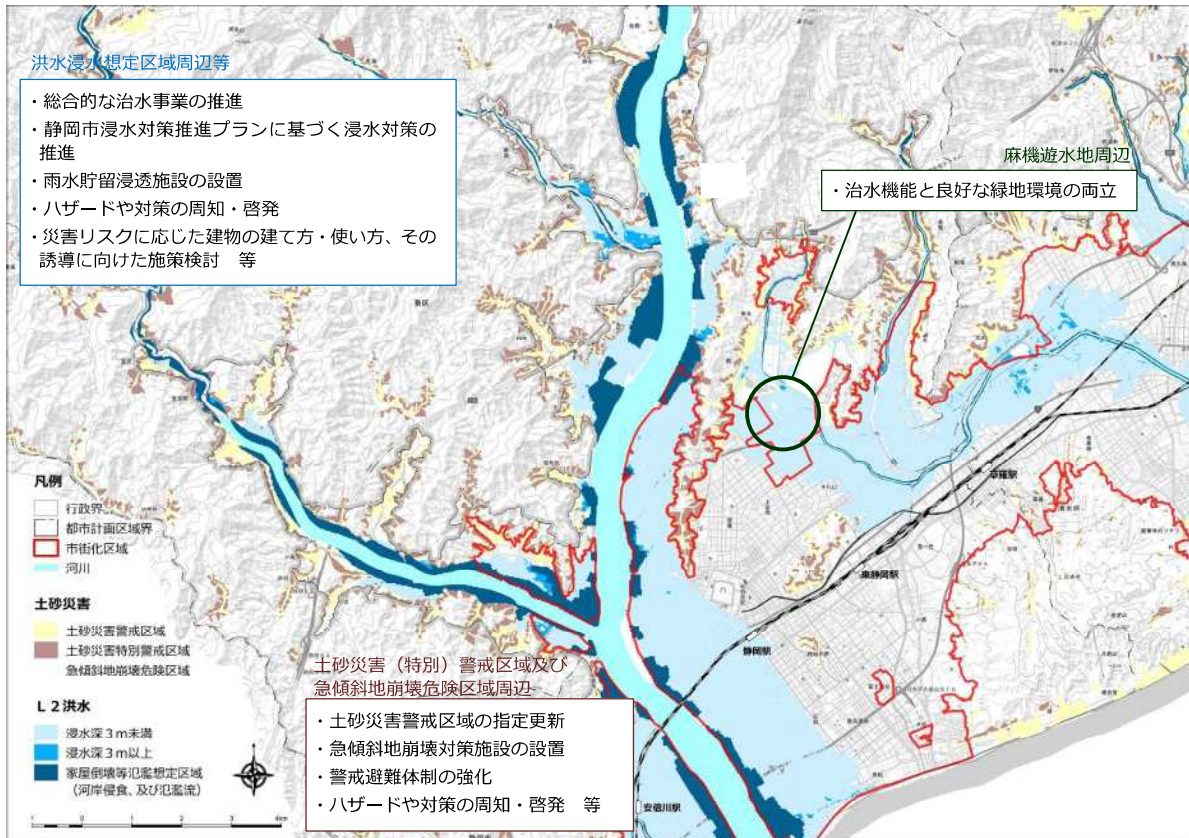 洪水浸水想定区域周辺等
・総合的な治水事業の推進
・静岡市浸水対策推進プランに基づく浸水対策の
推進
・雨水貯留浸透施設の設置
・ハザードや対策の周知・啓発
・災害リスクに応じた建物の建て方・使い方、その
誘導に向けた施策検討　等
麻機遊水地周辺
・治水機能と良好な緑地環境の両立
葵区
草薙駅
東静岡駅
静岡駅
安倍川駅
凡例
行政界
都市計画区域界
市街化区域
河川
土砂災害
土砂災害警戒区域
土砂災害特別警戒区域
急傾斜地崩壊危険区域
L２洪水
浸水深３m未満
浸水深３m以上
家屋倒壊等氾濫想定区域
（河岸侵食、及び氾濫流）
1 0 1 2 3 4km
土砂災害（特別）警戒区域及び
急傾斜地崩壊危険区域周辺
・土砂災害警戒区域の指定更新
・急傾斜地崩壊対策施設の設置
・警戒避難体制の強化
・ハザードや対策の周知・啓発　等